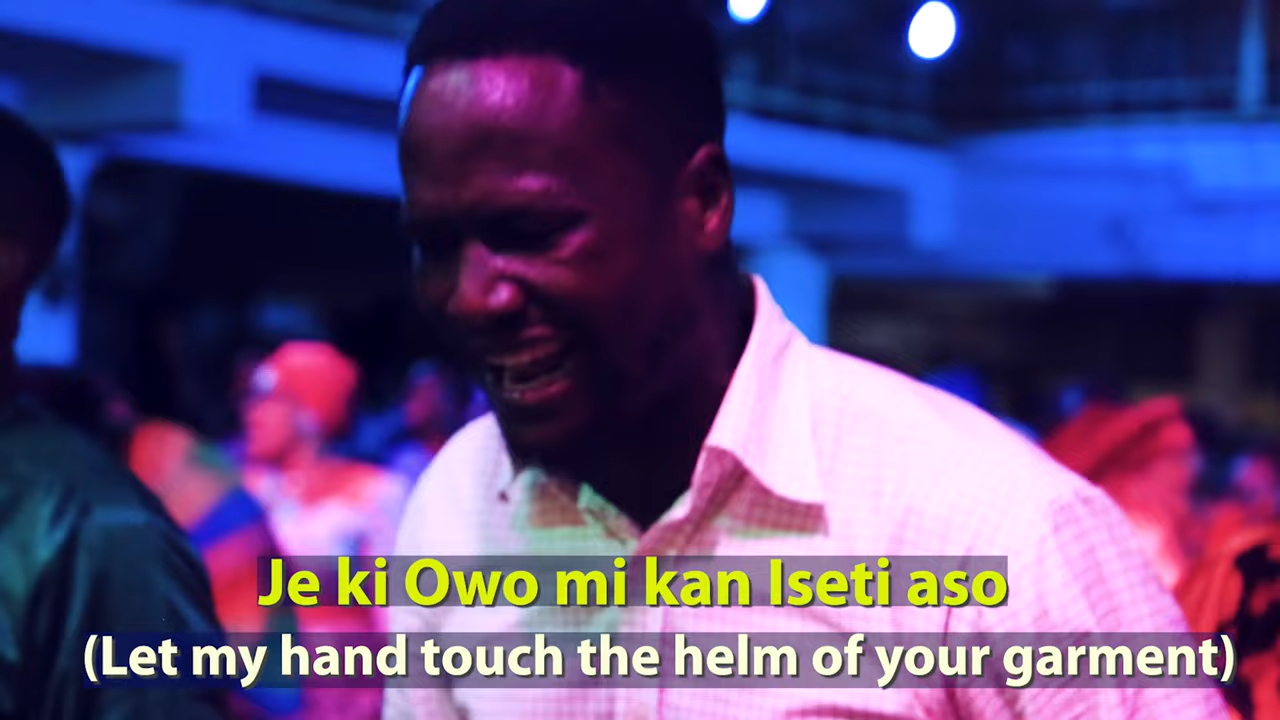 Je ki Owo mi kan Iseti aso
(Let my hand touch the helm of your garment)